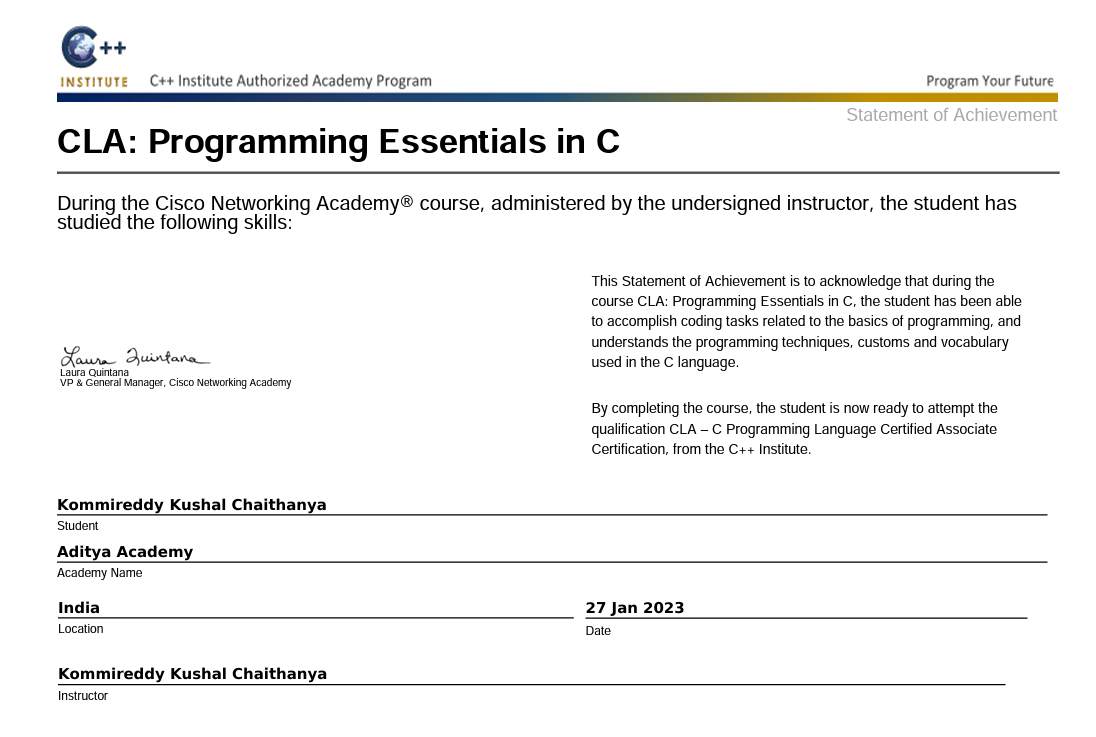 C++
INSTITUTE
C++ Institute Authorized Academy Program
Program Your Future
Statement of Achievement
CLA: Programming Essentials in C
During the Cisco Networking Academy® course, administered by the undersigned instructor, the student has
studied the following skills:
This Statement of Achievement is to acknowledge that during the
course CLA: Programming Essentials in C, the student has been able
to accomplish coding tasks related to the basics of programming, and
understands the programming techniques, customs and vocabulary
used in the C language.
By completing the course, the student is now ready to attempt the
qualification CLA – C Programming Language Certified Associate
Certification, from the C++ Institute.
Laura Quintana
Laura Quintana
VP & General Manager, Cisco Networking Academy
Kommireddy Kushal Chaithanya
Student
Aditya Academy
Academy Name
India
Location
27 Jan 2023
Date
Kommireddy Kushal Chaithanya
Instructor